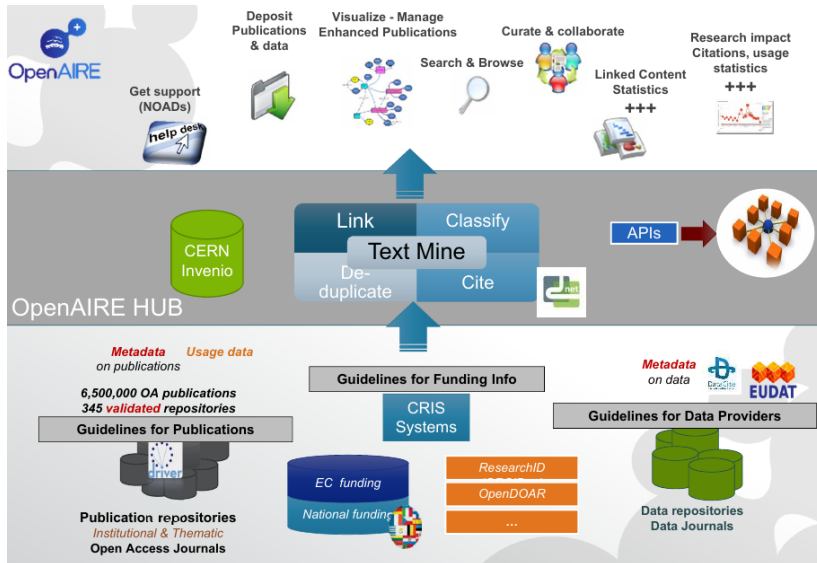 OpenAIRE
Get support
(NOADs)
help desk
Deposit
Publications
& data
Visualize - Manage
Enhanced Publications
Search & Browse
Curate & collaborate
Linked Content
Statistics
+++
Research impact
Citations, usage
statistics
+++
CERN
Invenio
Link
Classify
Text Mine
De-
duplicate
Cite
net
APIs
OpenAIRE HUB
Metadata Usage data
on publications
6,500,000 OA publications
345 validated repositories
Guidelines for Publications
driver
Publication repositories
Institutional & Thematic
Open Access Journals
Guidelines for Funding Info
CRIS
Systems
EC funding
National funding
ResearchID
OpenDOAR
...
Metadata
on data
DataCite
EUDAT
Guidelines for Data Providers
Data repositories
Data Journals